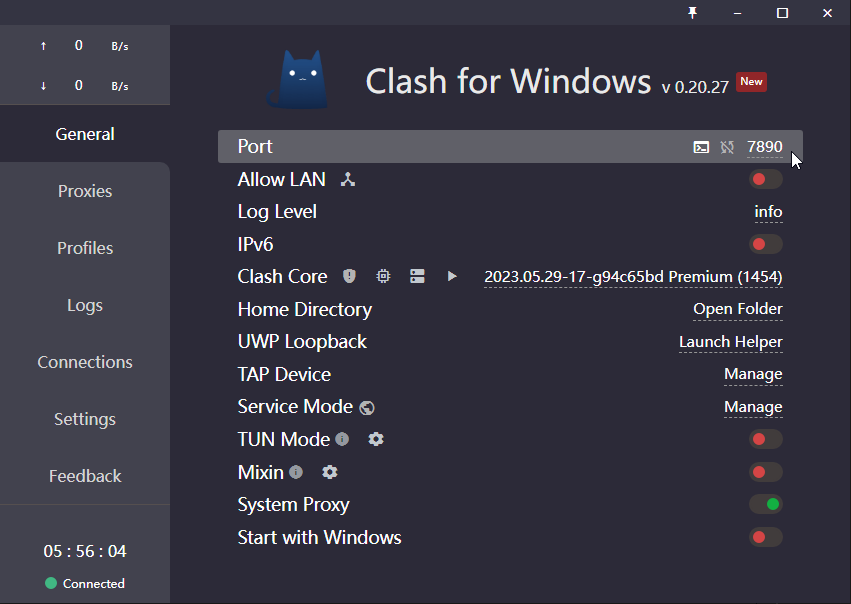 ↑ 0 B/s
↓ 0 B/s
General
Proxies
Profiles
Logs
Connections
Settings
Feedback
05 : 56 : 04
Connected
Clash for Windows v 0.20.27 New
Port 7890
Allow LAN
Log Level info
IPv6
Clash Core 2023.05.29-17-g94c65bd Premium (1454)
Home Directory Open Folder
UWP Loopback Launch Helper
TAP Device Manage
Service Mode Manage
TUN Mode
Mixin
System Proxy
Start with Windows